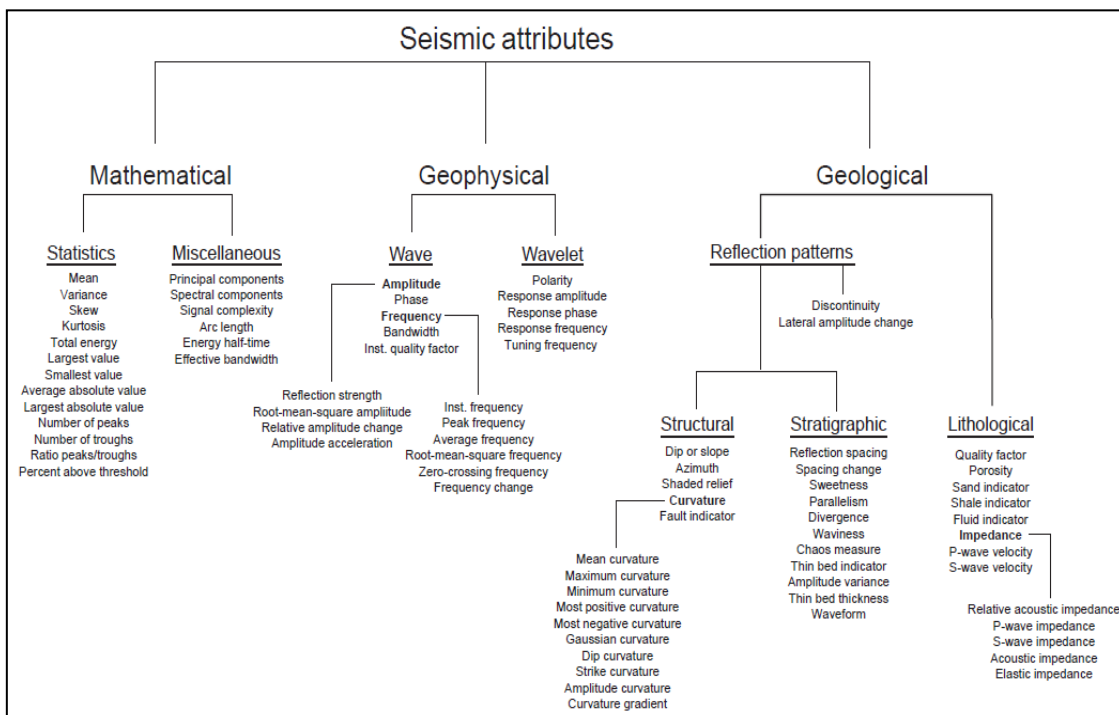 Seismic attributes
Mathematical
Geophysical
Geological
Statistics
Mean
Variance
Skew
Kurtosis
Total energy
Largest value
Smallest value
Average absolute value
Largest absolute value
Number of peaks
Number of troughs
Ratio peaks/troughs
Percent above threshold
Miscellaneous
Principal components
Spectral components
Signal complexity
Arc length
Energy half-time
Effective bandwidth
Wave
Amplitude
Phase
Frequency
Bandwidth
Inst. quality factor
Reflection strength
Root-mean-square ampliitude
Relative amplitude change
Amplitude acceleration
Inst. frequency
Peak frequency
Average frequency
Root-mean-square frequency
Zero-crossing frequency
Frequency change
Wavelet
Polarity
Response amplitude
Response phase
Response frequency
Tuning frequency
Reflection patterns
Discontinuity
Lateral amplitude change
Structural
Dip or slope
Azimuth
Shaded relief
Curvature
Fault indicator
Mean curvature
Maximum curvature
Minimum curvature
Most positive curvature
Most negative curvature
Gaussian curvature
Dip curvature
Strike curvature
Amplitude curvature
Curvature gradient
Stratigraphic
Reflection spacing
Spacing change
Sweetness
Parallelism
Divergence
Waviness
Chaos measure
Thin bed indicator
Amplitude variance
Thin bed thickness
Waveform
Lithological
Quality factor
Porosity
Sand indicator
Shale indicator
Fluid indicator
Impedance
P-wave velocity
S-wave velocity
Relative acoustic impedance
P-wave impedance
S-wave impedance
Acoustic impedance
Elastic impedance